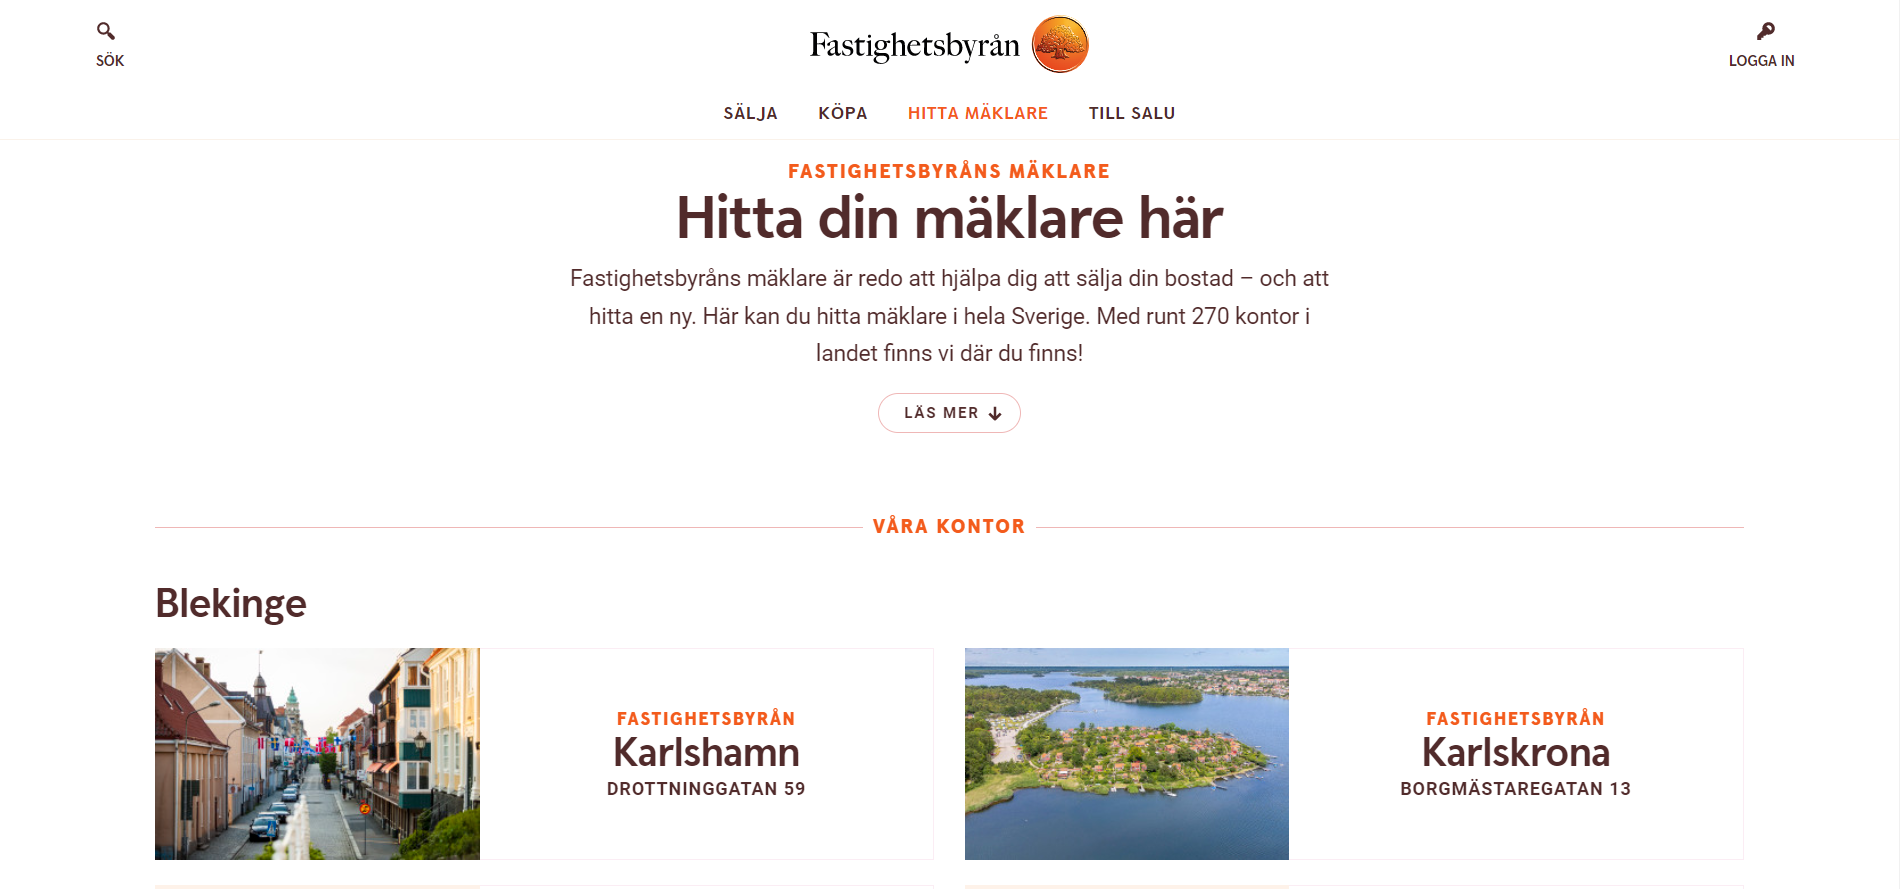 SÖK
Fastighetsbyrån
LOGGA IN
SÄLJA KÖPA HITTA MÄKLARE TILL SALU
FASTIGHETSBYRÅNS MÄKLARE
Hitta din mäklare här
Fastighetsbyråns mäklare är redo att hjälpa dig att sälja din bostad – och att
hitta en ny. Här kan du hitta mäklare i hela Sverige. Med runt 270 kontor i
landet finns vi där du finns!
LÄS MER
VÅRA KONTOR
Blekinge
FASTIGHETSBYRÅN
Karlshamn
DROTTNINGGATAN 59
FASTIGHETSBYRÅN
Karlskrona
BORGMÄSTAREGATAN 13